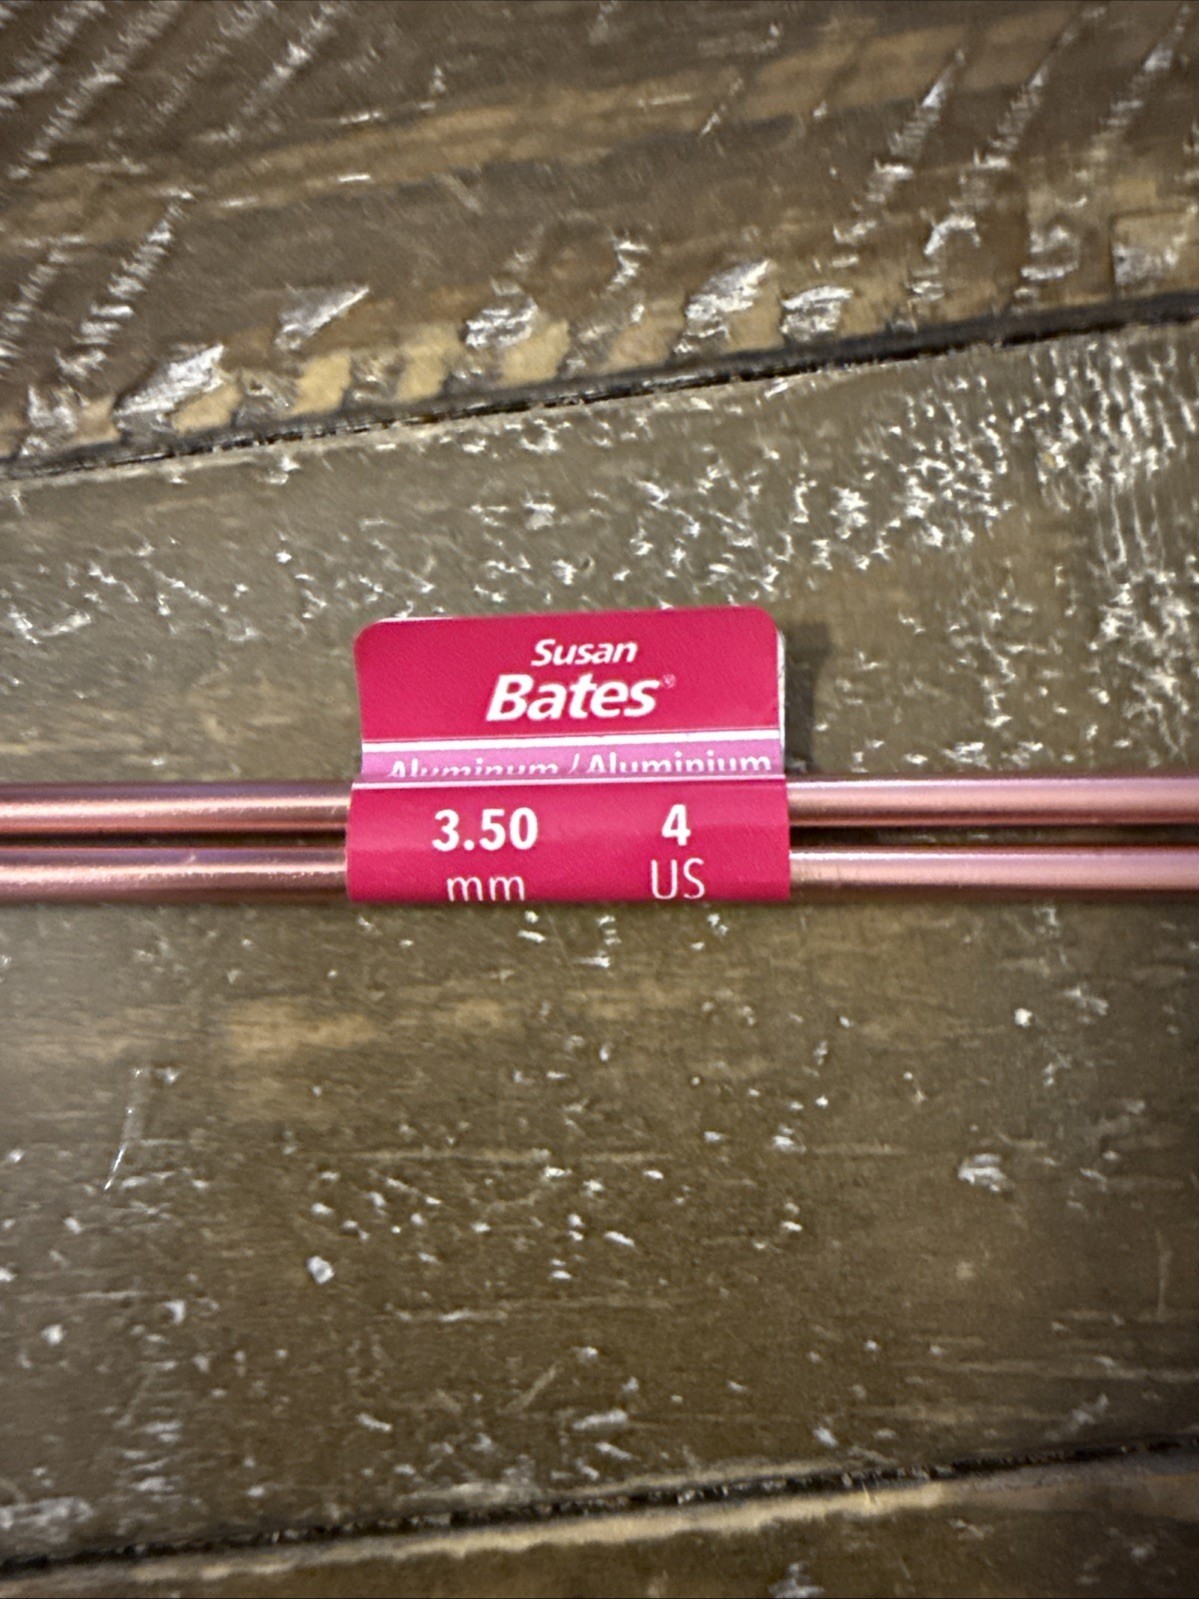 Susan
Bates®
Aluminum / Aluminium
3.50 4
mm US